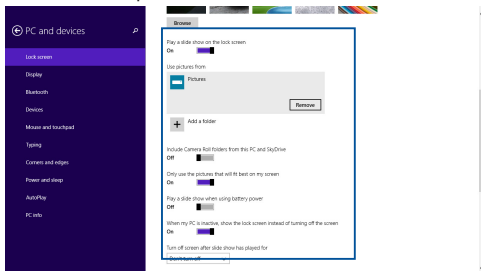 Browse
PC and devices
Lock screen
Display
Bluetooth
Devices
Mouse and touchpad
Typing
Corners and edges
Power and sleep
AutoPlay
PC info
Play a slide show on the lock screen
On
Use pictures from
Pictures
Remove
Add a folder
Include Camera Roll folders from this PC and SkyDrive
Off
Only use the pictures that will fit best on my screen
On
Play a slide show when using battery power
Off
When my PC is inactive, show the lock screen instead of turning off the screen
On
Turn off screen after slide show has played for
Don't turn off